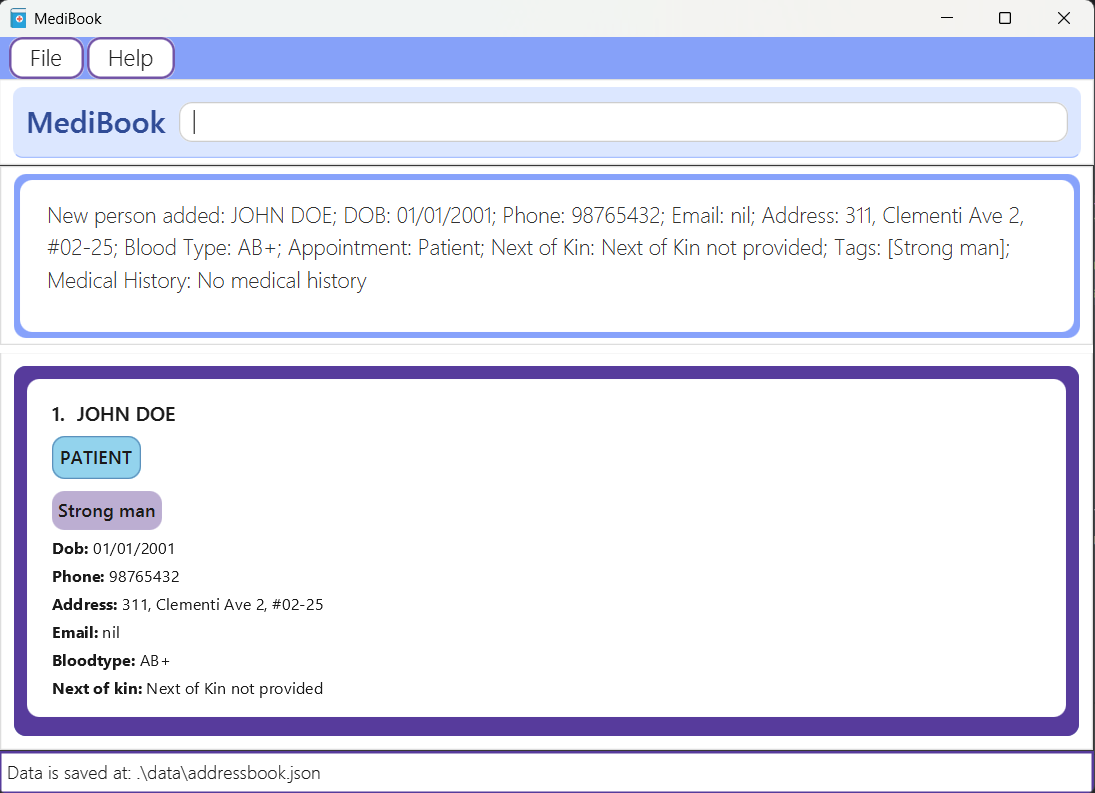 MediBook
File Help
MediBook
New person added: JOHN DOE; DOB: 01/01/2001; Phone: 98765432; Email: nil; Address: 311, Clementi Ave 2,
#02-25; Blood Type: AB+; Appointment: Patient; Next of Kin: Next of Kin not provided; Tags: [Strong man];
Medical History: No medical history
1. JOHN DOE
PATIENT
Strong man
Dob: 01/01/2001
Phone: 98765432
Address: 311, Clementi Ave 2, #02-25
Email: nil
Bloodtype: AB+
Next of kin: Next of Kin not provided
Data is saved at: .\data\addressbook.json